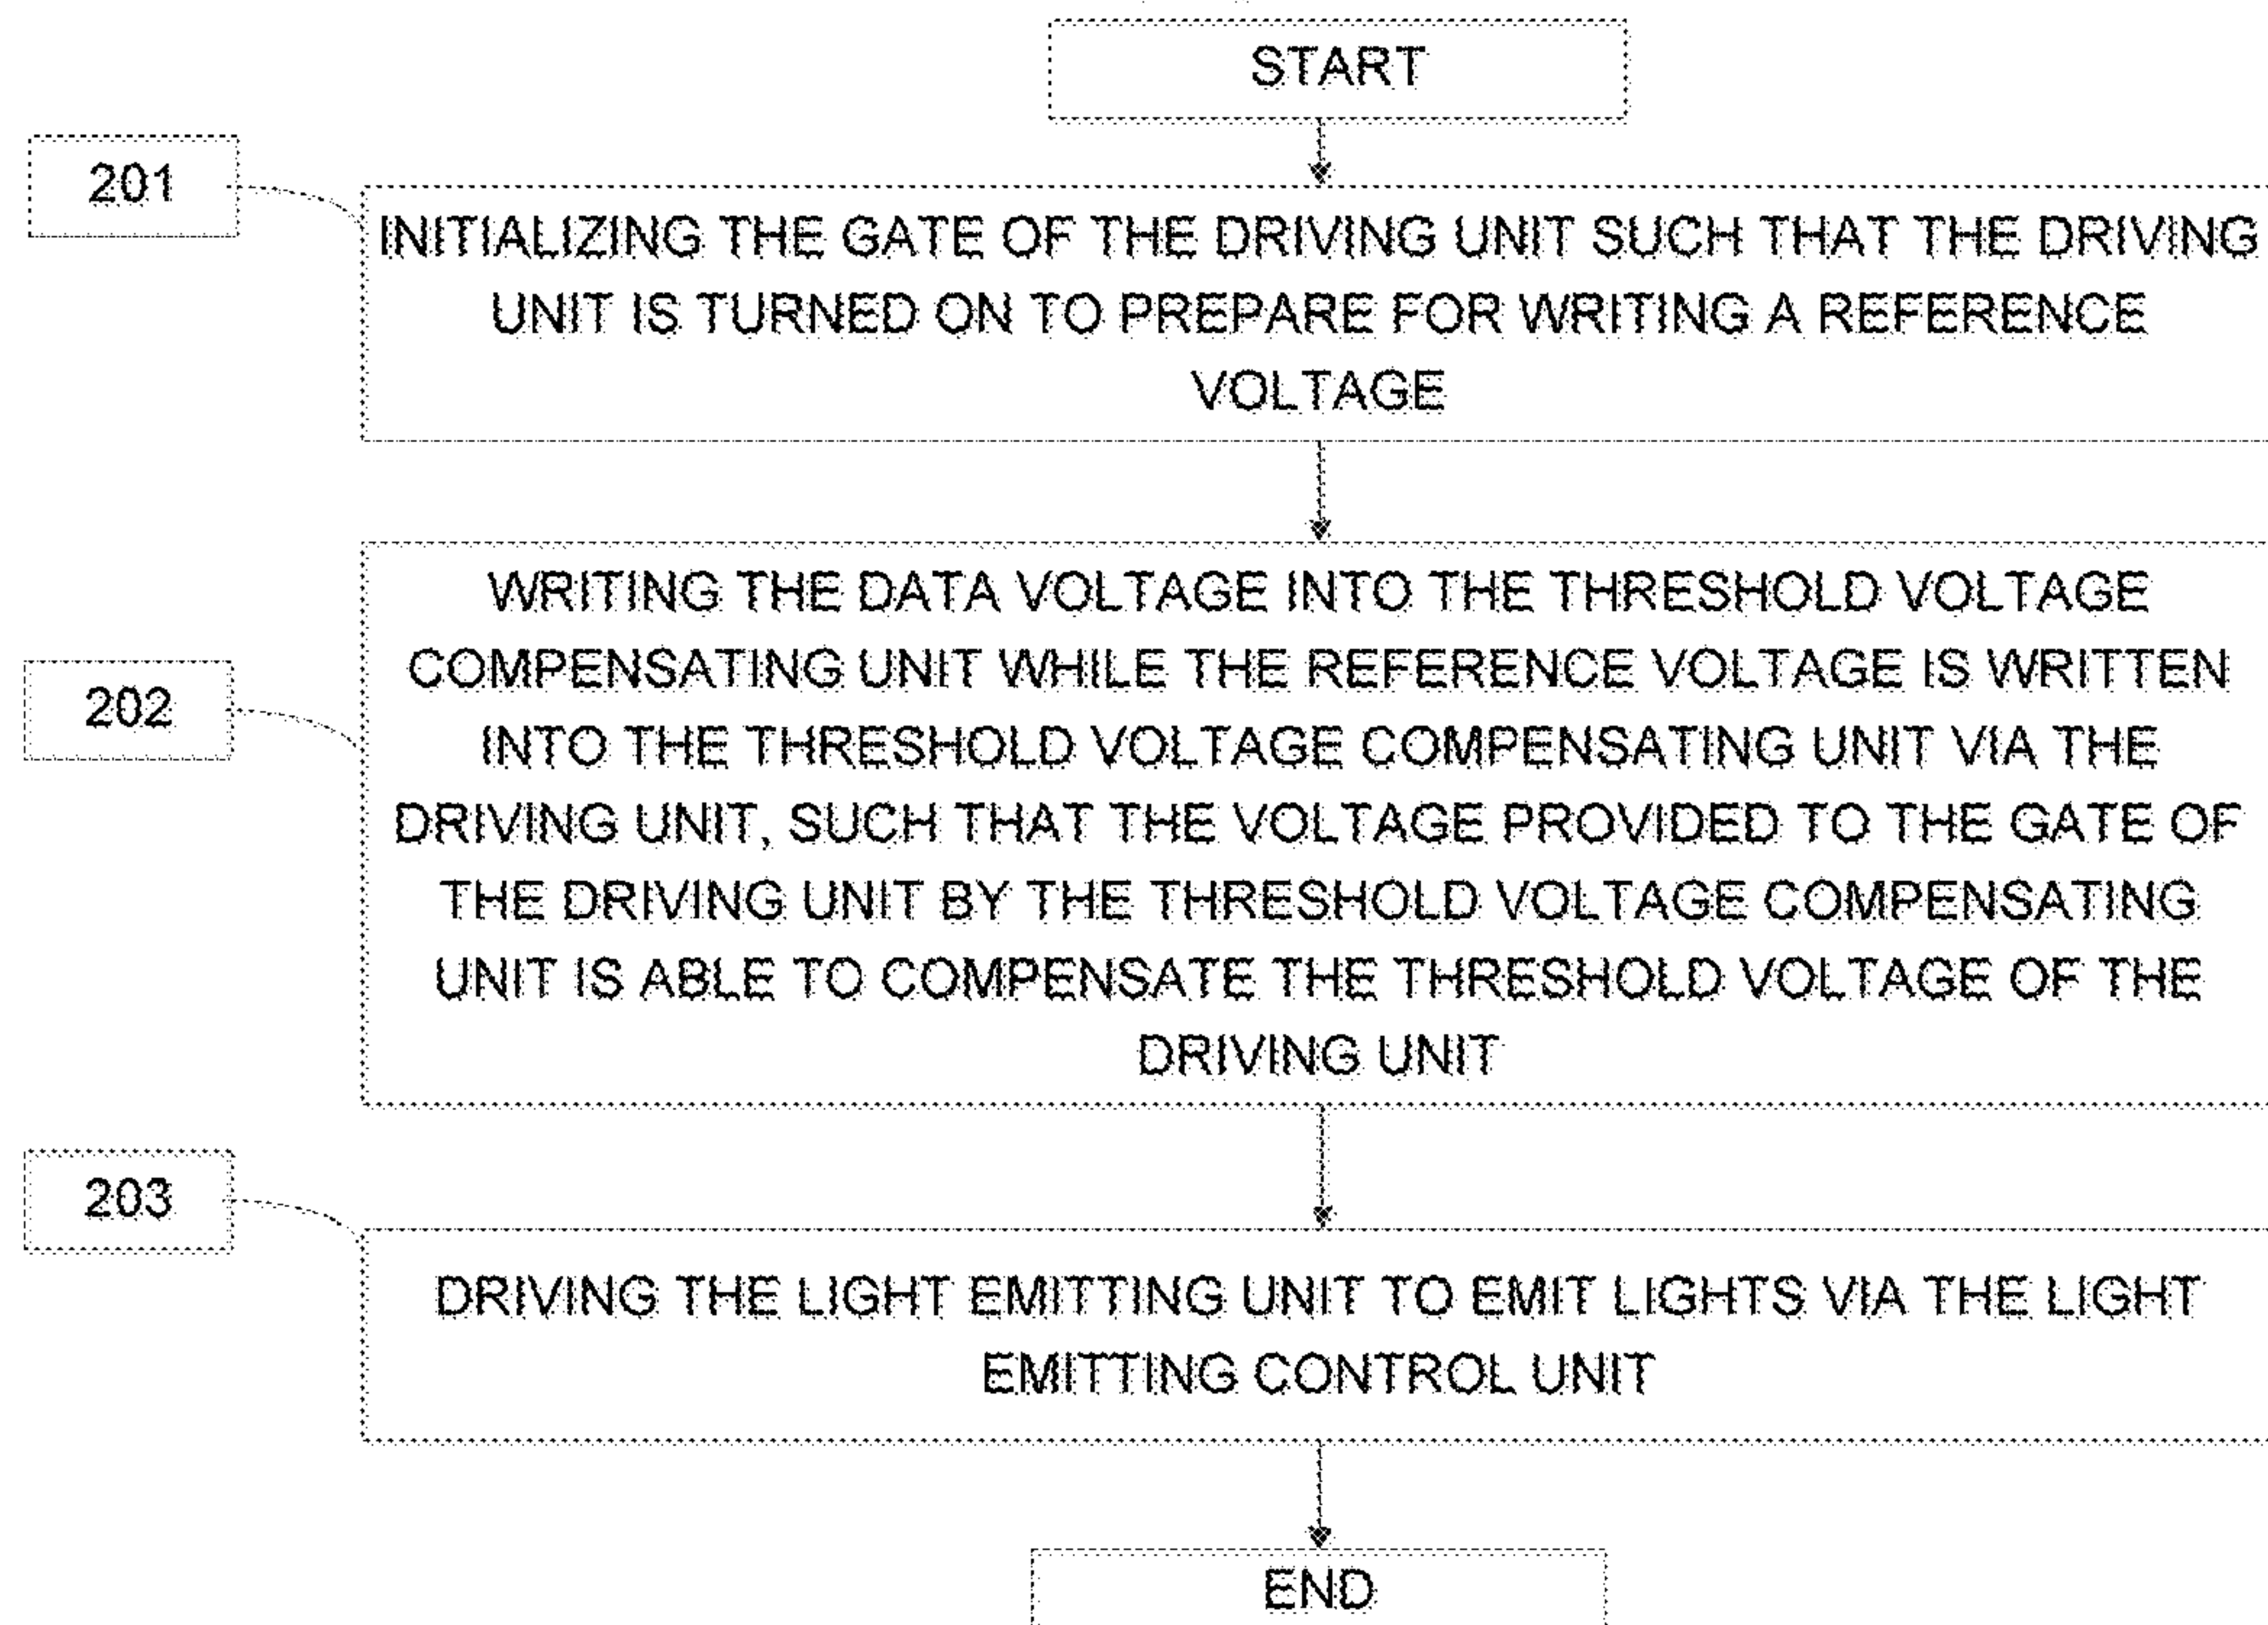 START
201
INITIALIZING THE GATE OF THE DRIVING UNIT SUCH THAT THE DRIVING
UNIT IS TURNED ON TO PREPARE FOR WRITING A REFERENCE
VOLTAGE
202
WRITING THE DATA VOLTAGE INTO THE THRESHOLD VOLTAGE
COMPENSATING UNIT WHILE THE REFERENCE VOLTAGE IS WRITTEN
INTO THE THRESHOLD VOLTAGE COMPENSATING UNIT VIA THE
DRIVING UNIT, SUCH THAT THE VOLTAGE PROVIDED TO THE GATE OF
THE DRIVING UNIT BY THE THRESHOLD VOLTAGE COMPENSATING
UNIT IS ABLE TO COMPENSATE THE THRESHOLD VOLTAGE OF THE
DRIVING UNIT
203
DRIVING THE LIGHT EMITTING UNIT TO EMIT LIGHTS VIA THE LIGHT
EMITTING CONTROL UNIT
END